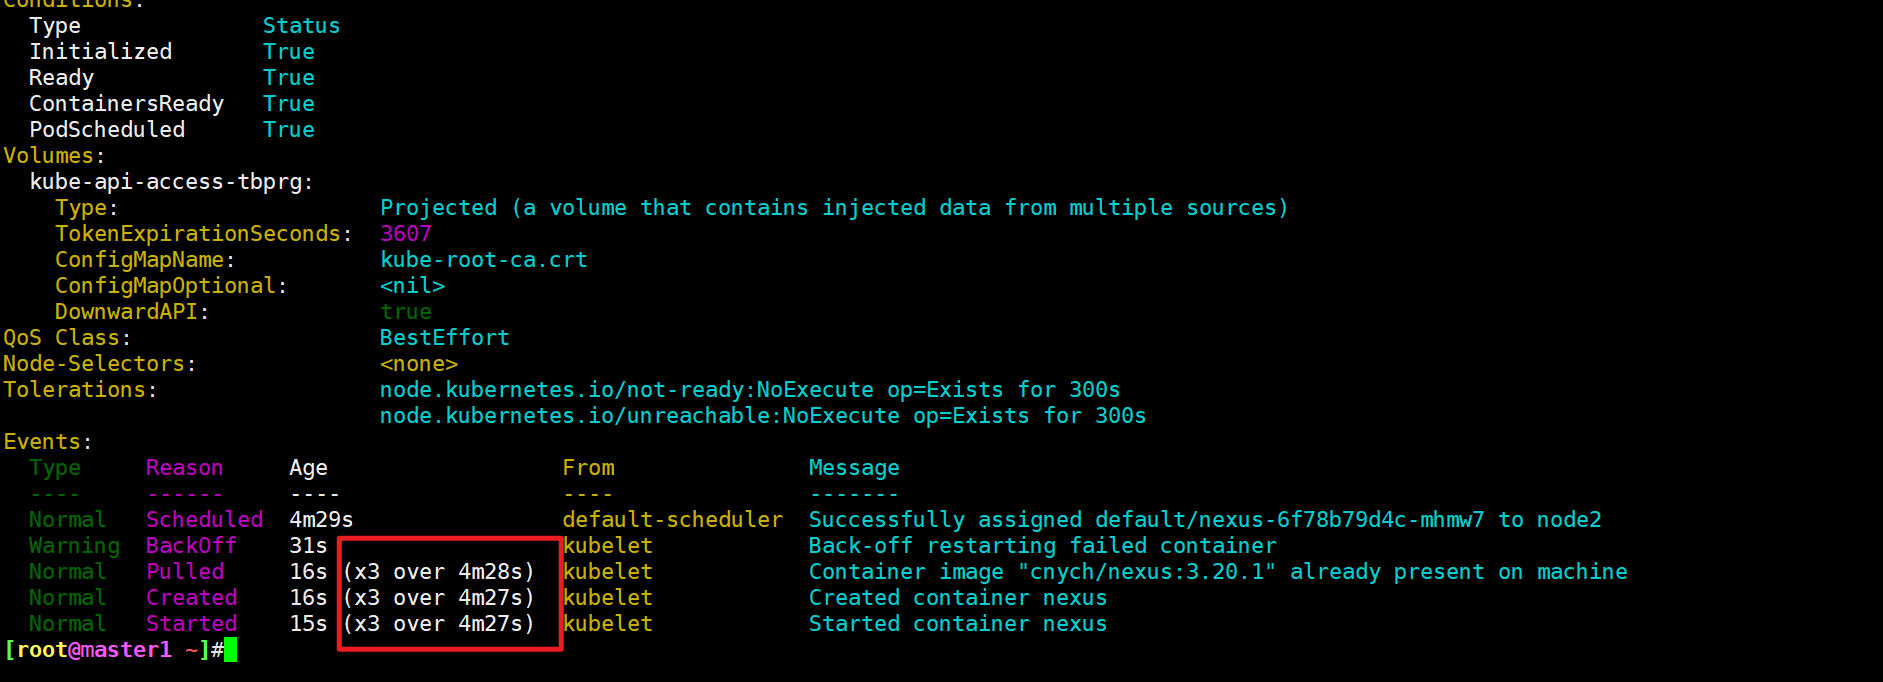 Conditions:
Type Status
Initialized True
Ready True
ContainersReady True
PodScheduled True
Volumes:
kube-api-access-tbprg:
Type: Projected (a volume that contains injected data from multiple sources)
TokenExpirationSeconds: 3607
ConfigMapName: kube-root-ca.crt
ConfigMapOptional: <nil>
DownwardAPI: true
QoS Class: BestEffort
Node-Selectors: <none>
Tolerations: node.kubernetes.io/not-ready:NoExecute op=Exists for 300s
node.kubernetes.io/unreachable:NoExecute op=Exists for 300s
Events:
Type Reason Age From Message
---- ------ ---- ---- -------
Normal Scheduled 4m29s default-scheduler Successfully assigned default/nexus-6f78b79d4c-mhmw7 to node2
Warning BackOff 31s kubelet Back-off restarting failed container
Normal Pulled 16s (x3 over 4m28s) kubelet Container image "cnych/nexus:3.20.1" already present on machine
Normal Created 16s (x3 over 4m27s) kubelet Created container nexus
Normal Started 15s (x3 over 4m27s) kubelet Started container nexus
[root@master1 ~]#